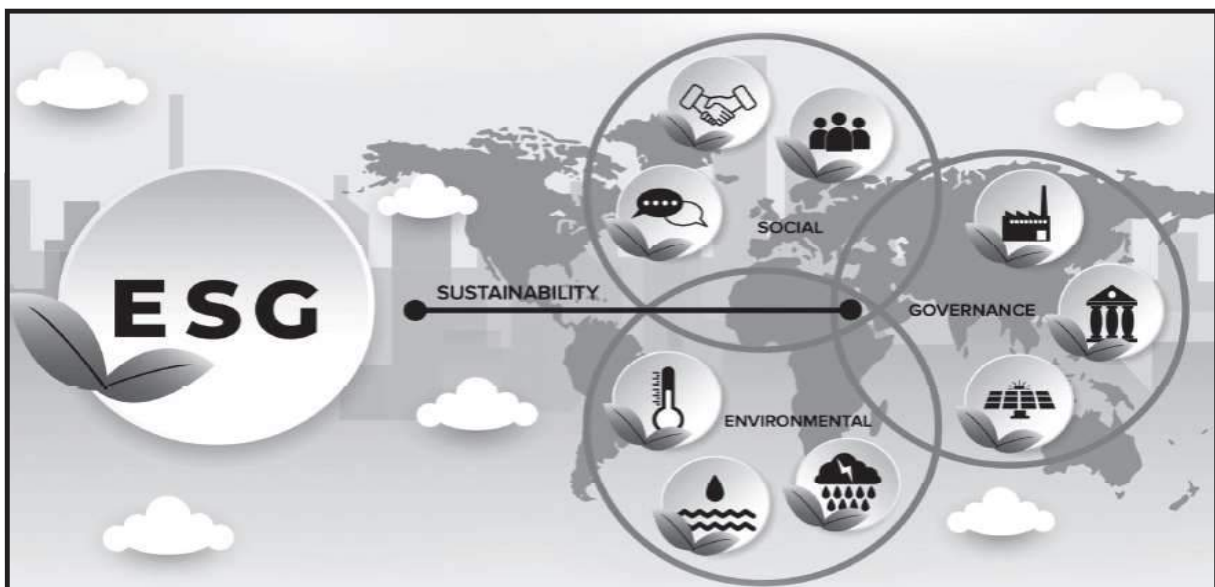 ESG
SUSTAINABILITY
SOCIAL
GOVERNANCE
ENVIRONMENTAL